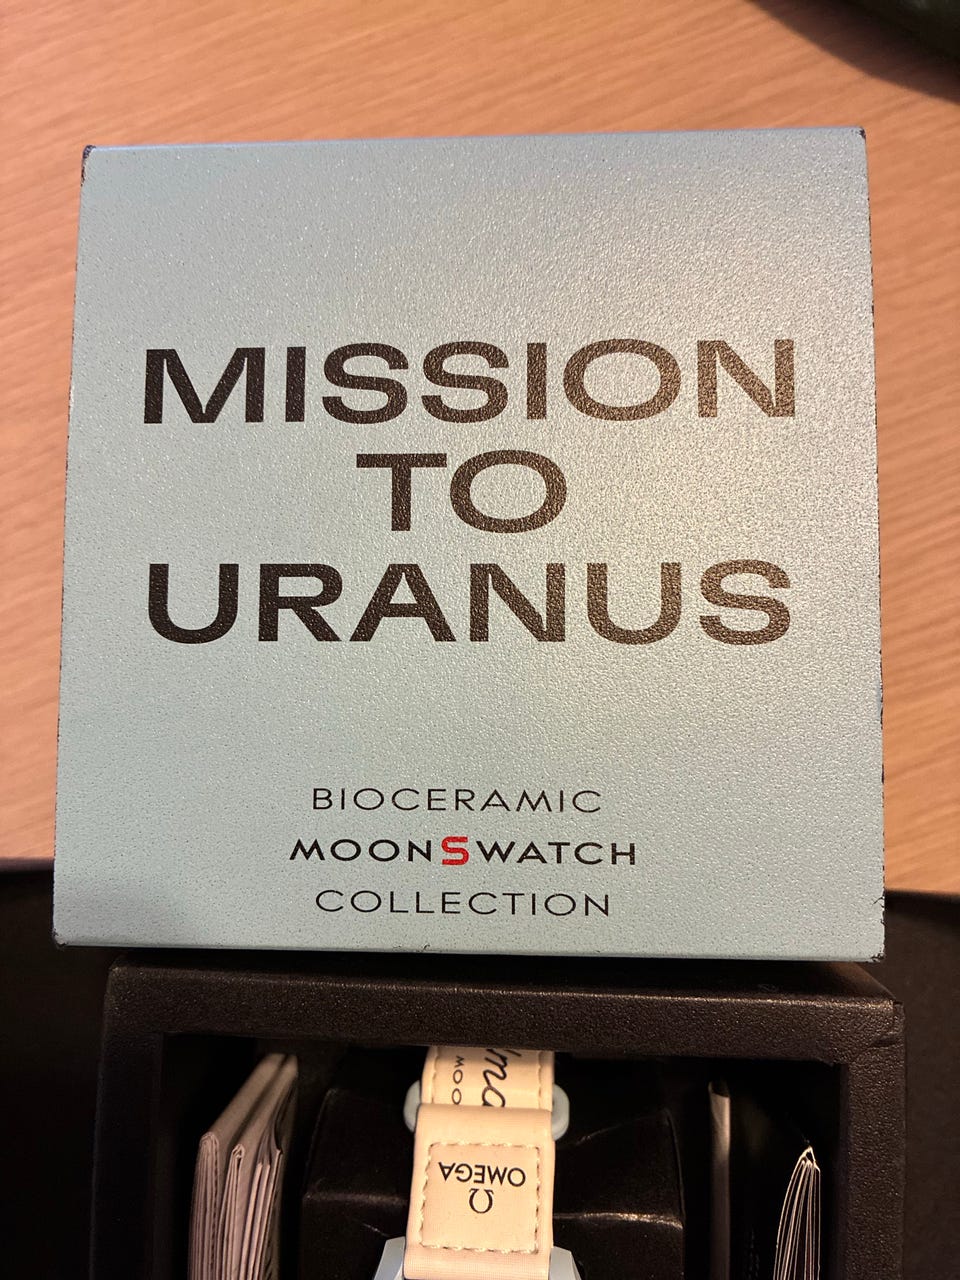 MISSION
TO
URANUS
BIOCERAMIC
MOONSWATCH
COLLECTION
Ω
OMEGA